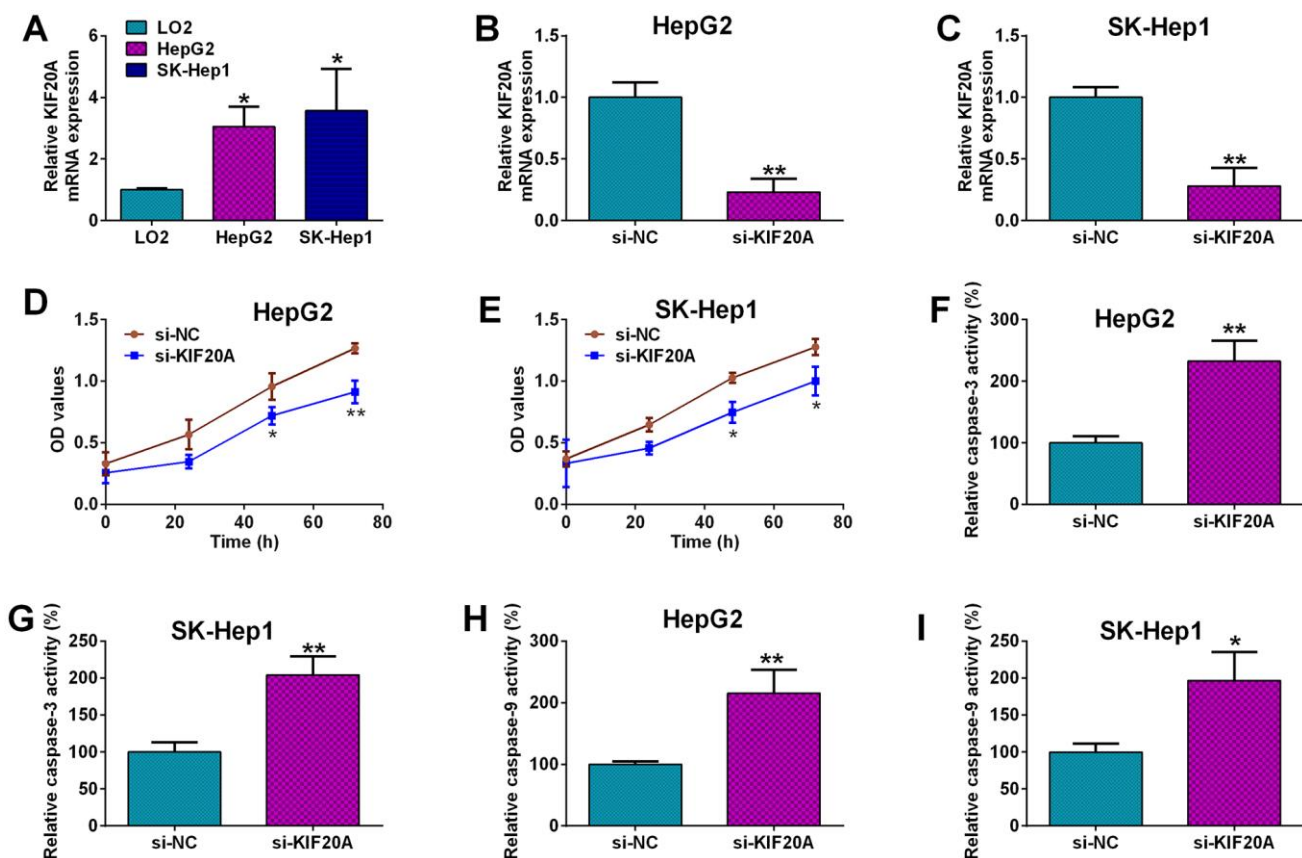 A
Relative KIF20A
mRNA expression
6
4
2
0
LO2
HepG2
SK-Hep1
*
*
LO2
HepG2
SK-Hep1
B
HepG2
Relative KIF20A
mRNA expression
1.5
1.0
0.5
0.0
**
si-NC
si-KIF20A
C
SK-Hep1
Relative KIF20A
mRNA expression
1.5
1.0
0.5
0.0
**
si-NC
si-KIF20A
D
HepG2
OD values
1.5
1.0
0.5
0.0
si-NC
si-KIF20A
*
**
0
20
40
60
80
Time (h)
E
SK-Hep1
OD values
1.5
1.0
0.5
0.0
si-NC
si-KIF20A
*
*
0
20
40
60
80
Time (h)
F
HepG2
Relative caspase-3 activity (%)
300
200
100
0
**
si-NC
si-KIF20A
G
SK-Hep1
Relative caspase-3 activity (%)
250
200
150
100
50
0
**
si-NC
si-KIF20A
H
HepG2
Relative caspase-9 activity (%)
300
200
100
0
**
si-NC
si-KIF20A
I
SK-Hep1
Relative caspase-9 activity (%)
250
200
150
100
50
0
*
si-NC
si-KIF20A